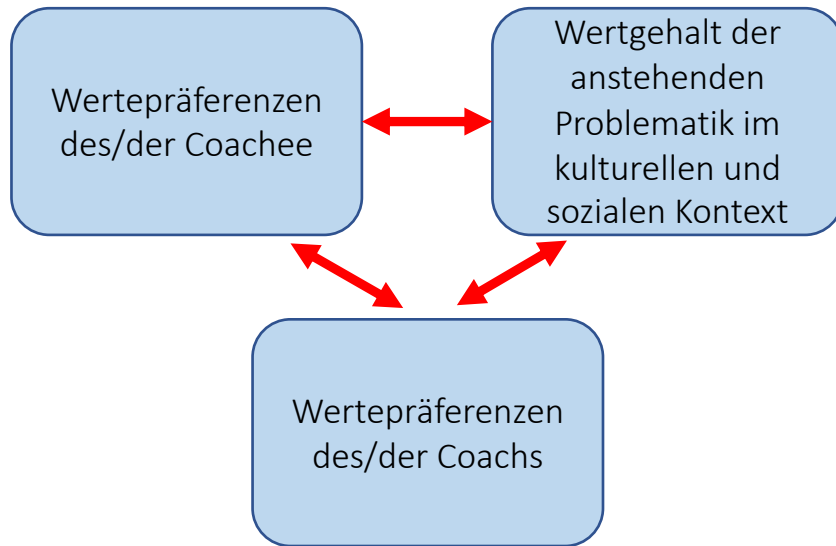 Wertepräferenzen
des/der Coachee
Wertgehalt der
anstehenden
Problematik im
kulturellen und
sozialen Kontext
Wertepräferenzen
des/der Coachs